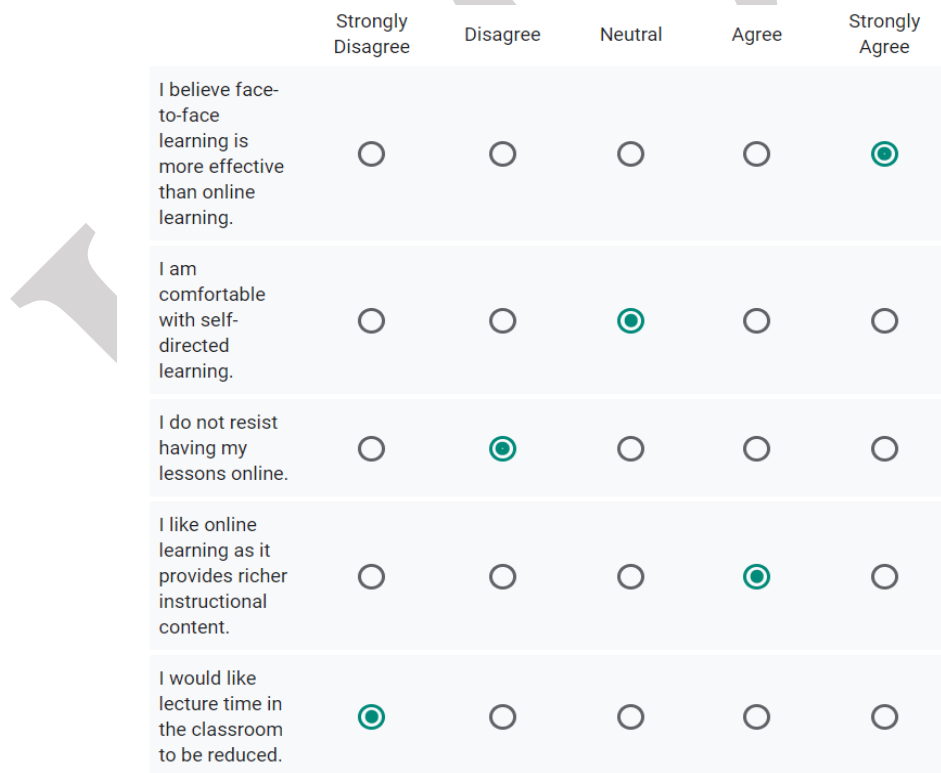 Strongly Disagree
Disagree
Neutral
Agree
Strongly Agree
I believe face-
to-face
learning is
more effective
than online
learning.
I am
comfortable
with self-
directed
learning.
I do not resist
having my
lessons online.
I like online
learning as it
provides richer
instructional
content.
I would like
lecture time in
the classroom
to be reduced.